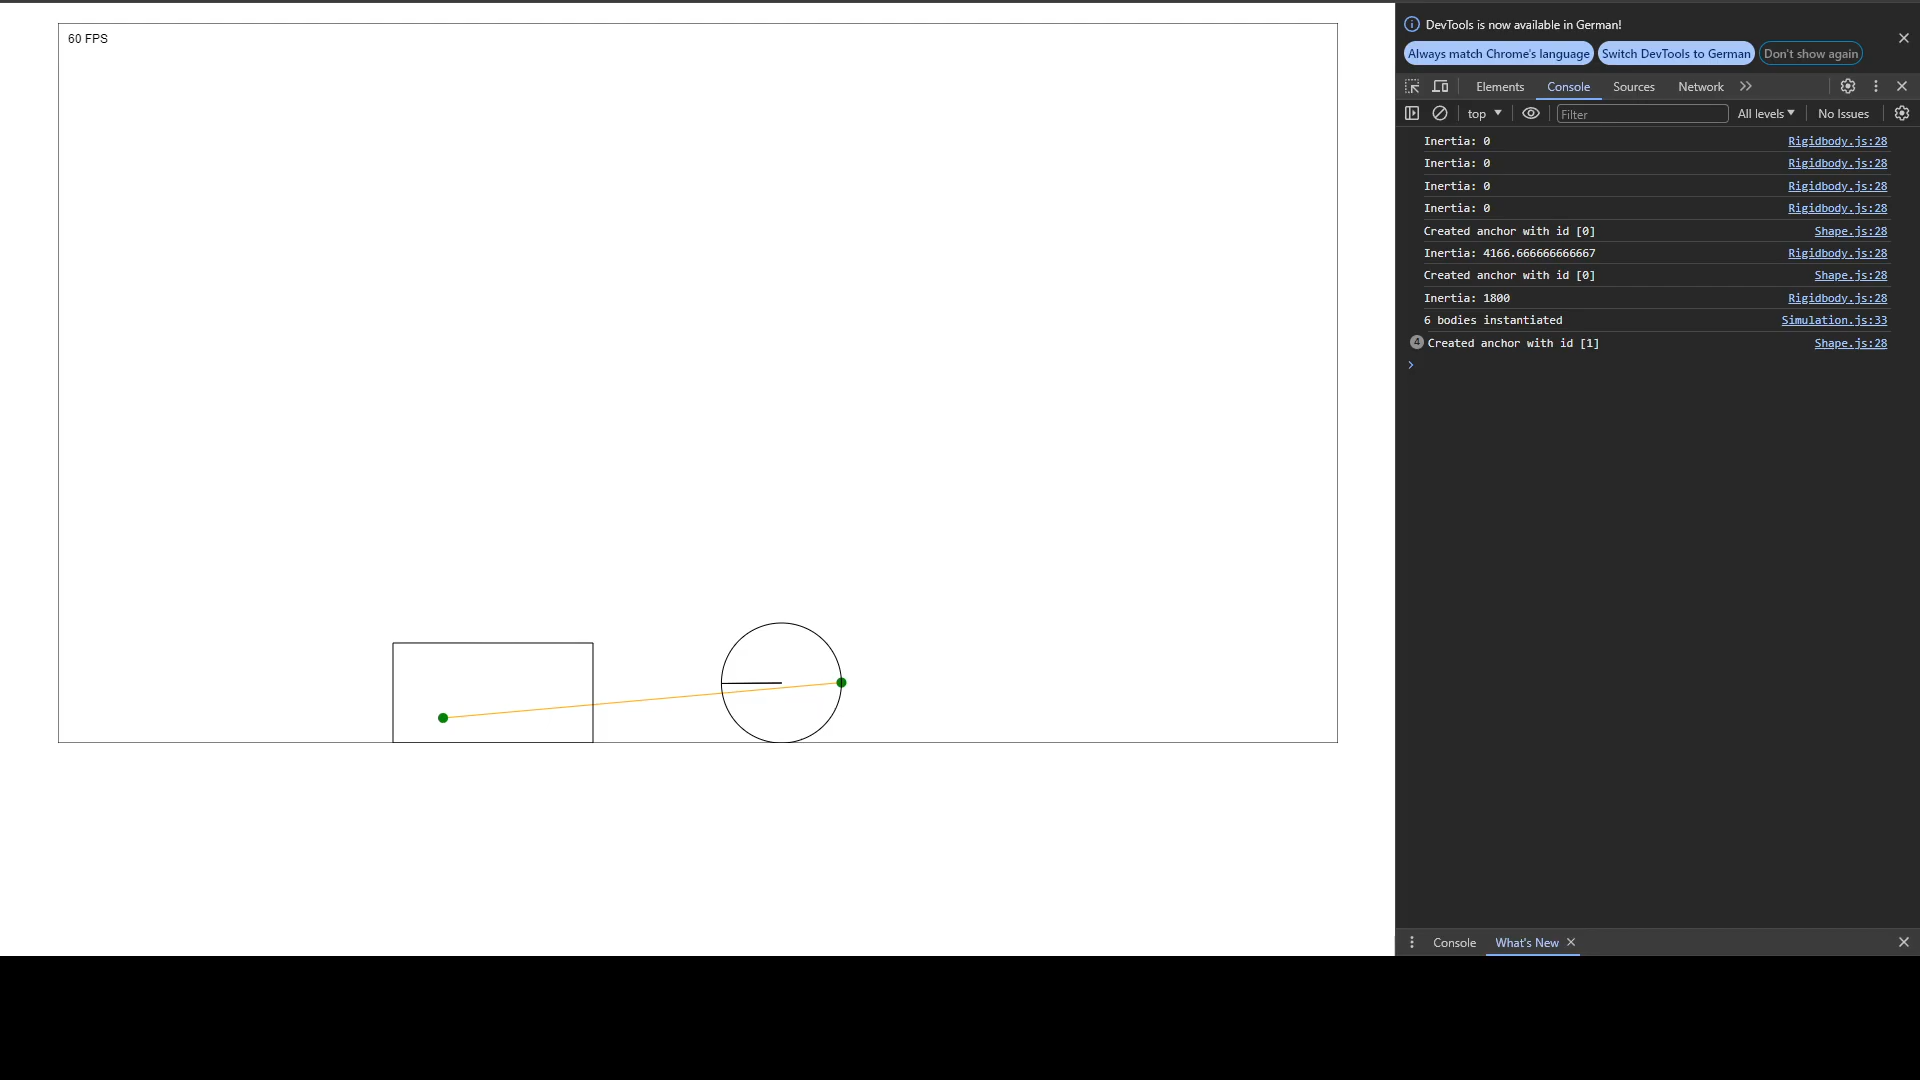 60 FPS
DevTools is now available in German!
Always match Chrome's language Switch DevTools to German Don't show again
Elements Console Sources Network
top Filter All levels No Issues
Inertia: 0 Rigidbody.js:28
Inertia: 0 Rigidbody.js:28
Inertia: 0 Rigidbody.js:28
Inertia: 0 Rigidbody.js:28
Created anchor with id [0] Shape.js:28
Inertia: 4166.666666666667 Rigidbody.js:28
Created anchor with id [0] Shape.js:28
Inertia: 1800 Rigidbody.js:28
6 bodies instantiated Simulation.js:33
4 Created anchor with id [1] Shape.js:28
Console What's New